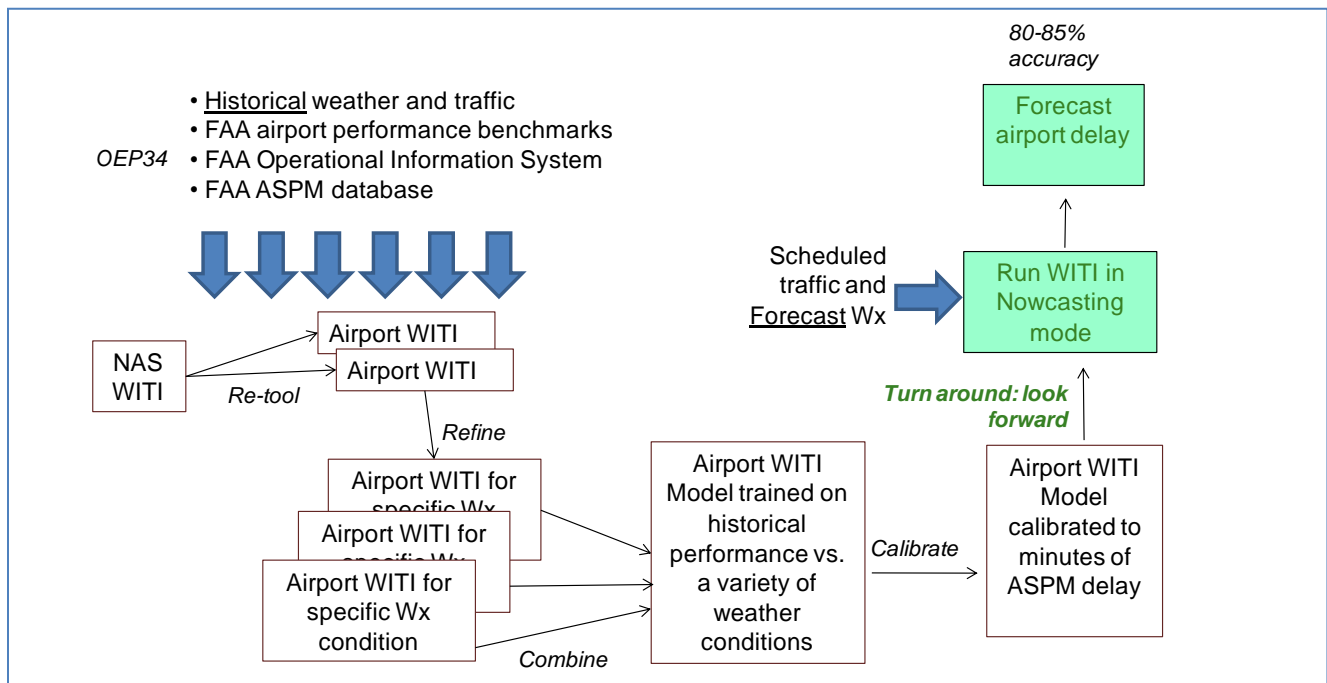 80-85%
accuracy
• Historical weather and traffic
• FAA airport performance benchmarks
OEP34
• FAA Operational Information System
• FAA ASPM database
Forecast
airport delay
Scheduled
traffic and
Forecast Wx
Run WITI in
Nowcasting
mode
NAS
WITI
Re-tool
Airport WITI
Airport WITI
Refine
Turn around: look
forward
Airport WITI for
specific Wx
Airport WITI for
specific Wx
Airport WITI for
specific Wx
condition
Combine
Airport WITI
Model trained on
historical
performance vs.
a variety of
weather
conditions
Calibrate
Airport WITI
Model
calibrated to
minutes of
ASPM delay